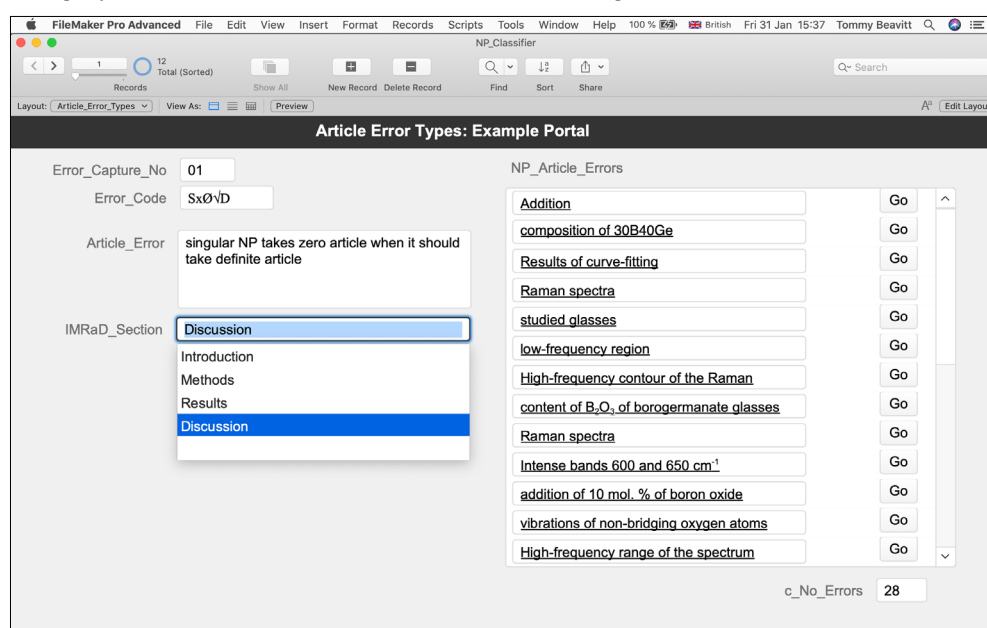 FileMaker Pro Advanced File Edit View Insert Format Records Scripts Tools Window Help 100 % British Fri 31 Jan 15:37 Tommy Beavitt
NP_Classifier
1 12
Total (Sorted)
Search
Records Show All New Record Delete Record Find Sort Share
Layout: Article_Error_Types View As: Preview Aa Edit Layou
Article Error Types: Example Portal
Error_Capture_No 01
Error_Code SxØ√D
Article_Error singular NP takes zero article when it should
take definite article
IMRaD_Section Discussion
Introduction
Methods
Results
Discussion
NP_Article_Errors
Addition Go
composition of 30B40Ge Go
Results of curve-fitting Go
Raman spectra Go
studied glasses Go
low-frequency region Go
High-frequency contour of the Raman Go
content of B₂O₃ of borogermanate glasses Go
Raman spectra Go
Intense bands 600 and 650 cm⁻¹ Go
addition of 10 mol. % of boron oxide Go
vibrations of non-bridging oxygen atoms Go
High-frequency range of the spectrum Go
c_No_Errors 28